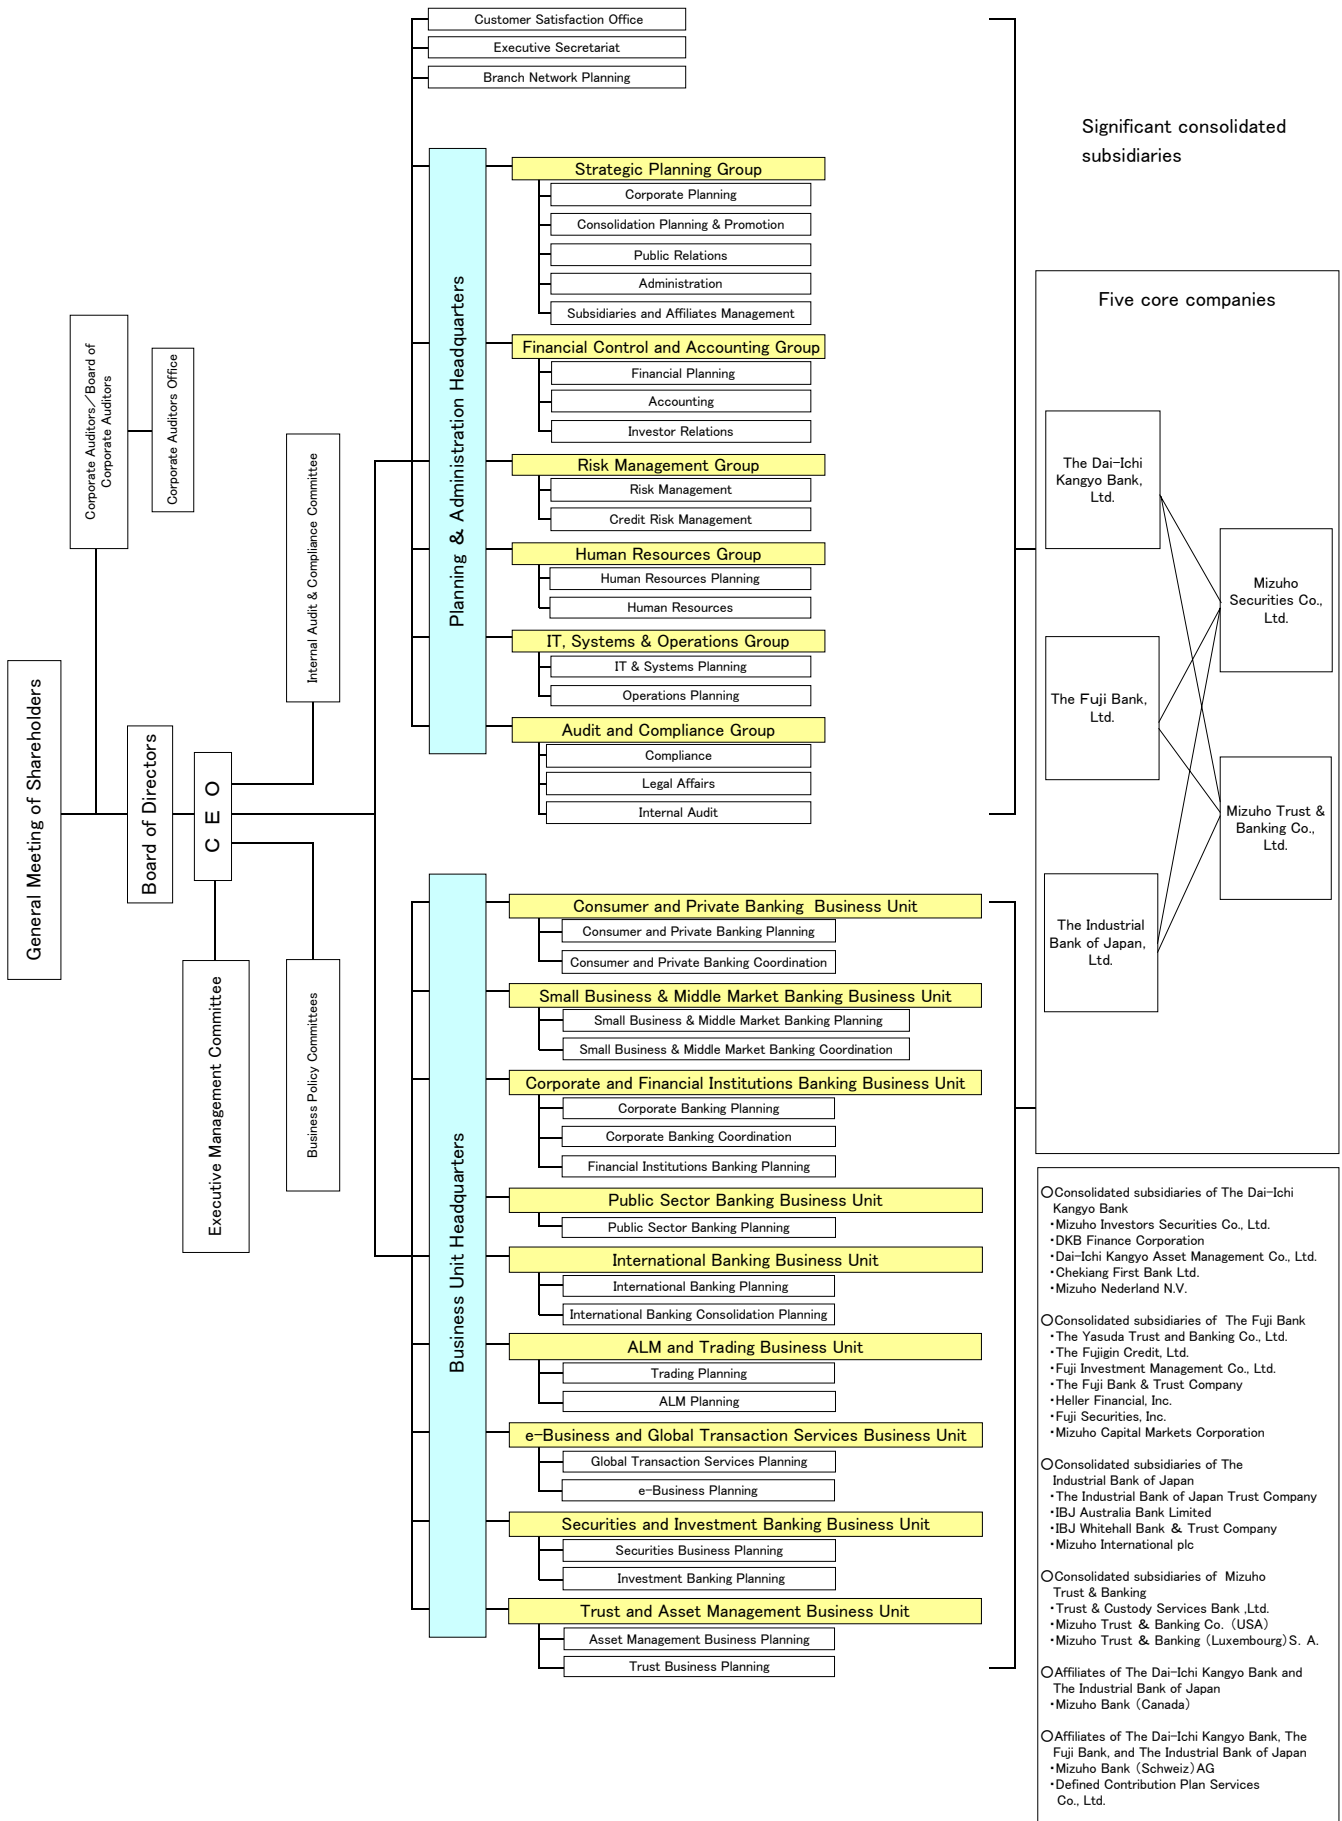 Customer Satisfaction Office
Executive Secretariat
Branch Network Planning
Significant consolidated
subsidiaries
General Meeting of Shareholders
Corporate Auditors／Board of
Corporate Auditors
Corporate Auditors Office
Board of Directors
C E O
Internal Audit & Compliance Committee
Executive Management Committee
Business Policy Committees
Planning & Administration Headquarters
Strategic Planning Group
Corporate Planning
Consolidation Planning & Promotion
Public Relations
Administration
Subsidiaries and Affiliates Management
Financial Control and Accounting Group
Financial Planning
Accounting
Investor Relations
Risk Management Group
Risk Management
Credit Risk Management
Human Resources Group
Human Resources Planning
Human Resources
IT, Systems & Operations Group
IT & Systems Planning
Operations Planning
Audit and Compliance Group
Compliance
Legal Affairs
Internal Audit
Business Unit Headquarters
Consumer and Private Banking Business Unit
Consumer and Private Banking Planning
Consumer and Private Banking Coordination
Small Business & Middle Market Banking Business Unit
Small Business & Middle Market Banking Planning
Small Business & Middle Market Banking Coordination
Corporate and Financial Institutions Banking Business Unit
Corporate Banking Planning
Corporate Banking Coordination
Financial Institutions Banking Planning
Public Sector Banking Business Unit
Public Sector Banking Planning
International Banking Business Unit
International Banking Planning
International Banking Consolidation Planning
ALM and Trading Business Unit
Trading Planning
ALM Planning
e-Business and Global Transaction Services Business Unit
Global Transaction Services Planning
e-Business Planning
Securities and Investment Banking Business Unit
Securities Business Planning
Investment Banking Planning
Trust and Asset Management Business Unit
Asset Management Business Planning
Trust Business Planning
Five core companies
The Dai-Ichi
Kangyo Bank,
Ltd.
The Fuji Bank,
Ltd.
The Industrial
Bank of Japan,
Ltd.
Mizuho
Securities Co.,
Ltd.
Mizuho Trust &
Banking Co.,
Ltd.
○Consolidated subsidiaries of The Dai-Ichi
Kangyo Bank
・Mizuho Investors Securities Co., Ltd.
・DKB Finance Corporation
・Dai-Ichi Kangyo Asset Management Co., Ltd.
・Chekiang First Bank Ltd.
・Mizuho Nederland N.V.
○Consolidated subsidiaries of The Fuji Bank
・The Yasuda Trust and Banking Co., Ltd.
・The Fujigin Credit, Ltd.
・Fuji Investment Management Co., Ltd.
・The Fuji Bank & Trust Company
・Heller Financial, Inc.
・Fuji Securities, Inc.
・Mizuho Capital Markets Corporation
○Consolidated subsidiaries of The
Industrial Bank of Japan
・The Industrial Bank of Japan Trust Company
・IBJ Australia Bank Limited
・IBJ Whitehall Bank & Trust Company
・Mizuho International plc
○Consolidated subsidiaries of Mizuho
Trust & Banking
・Trust & Custody Services Bank ,Ltd.
・Mizuho Trust & Banking Co. (USA)
・Mizuho Trust & Banking (Luxembourg)S. A.
○Affiliates of The Dai-Ichi Kangyo Bank and
The Industrial Bank of Japan
・Mizuho Bank (Canada)
○Affiliates of The Dai-Ichi Kangyo Bank, The
Fuji Bank, and The Industrial Bank of Japan
・Mizuho Bank (Schweiz)AG
・Defined Contribution Plan Services
Co., Ltd.